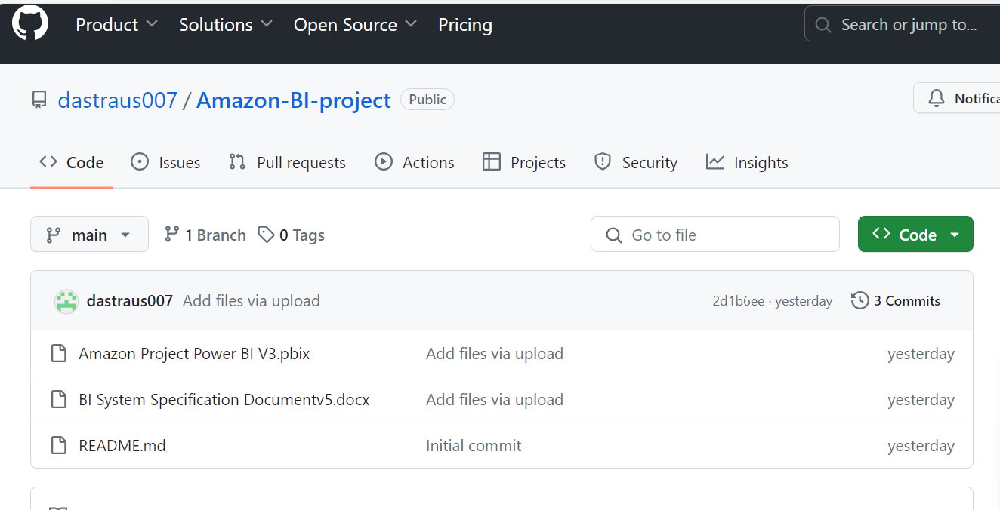 Product Solutions Open Source Pricing Search or jump to...
dastraus007 / Amazon-BI-project Public
Code Issues Pull requests Actions Projects Security Insights
main 1 Branch 0 Tags Go to file Code
dastraus007 Add files via upload 2d1b6ee · yesterday 3 Commits
Amazon Project Power BI V3.pbix Add files via upload yesterday
BI System Specification Documentv5.docx Add files via upload yesterday
README.md Initial commit yesterday